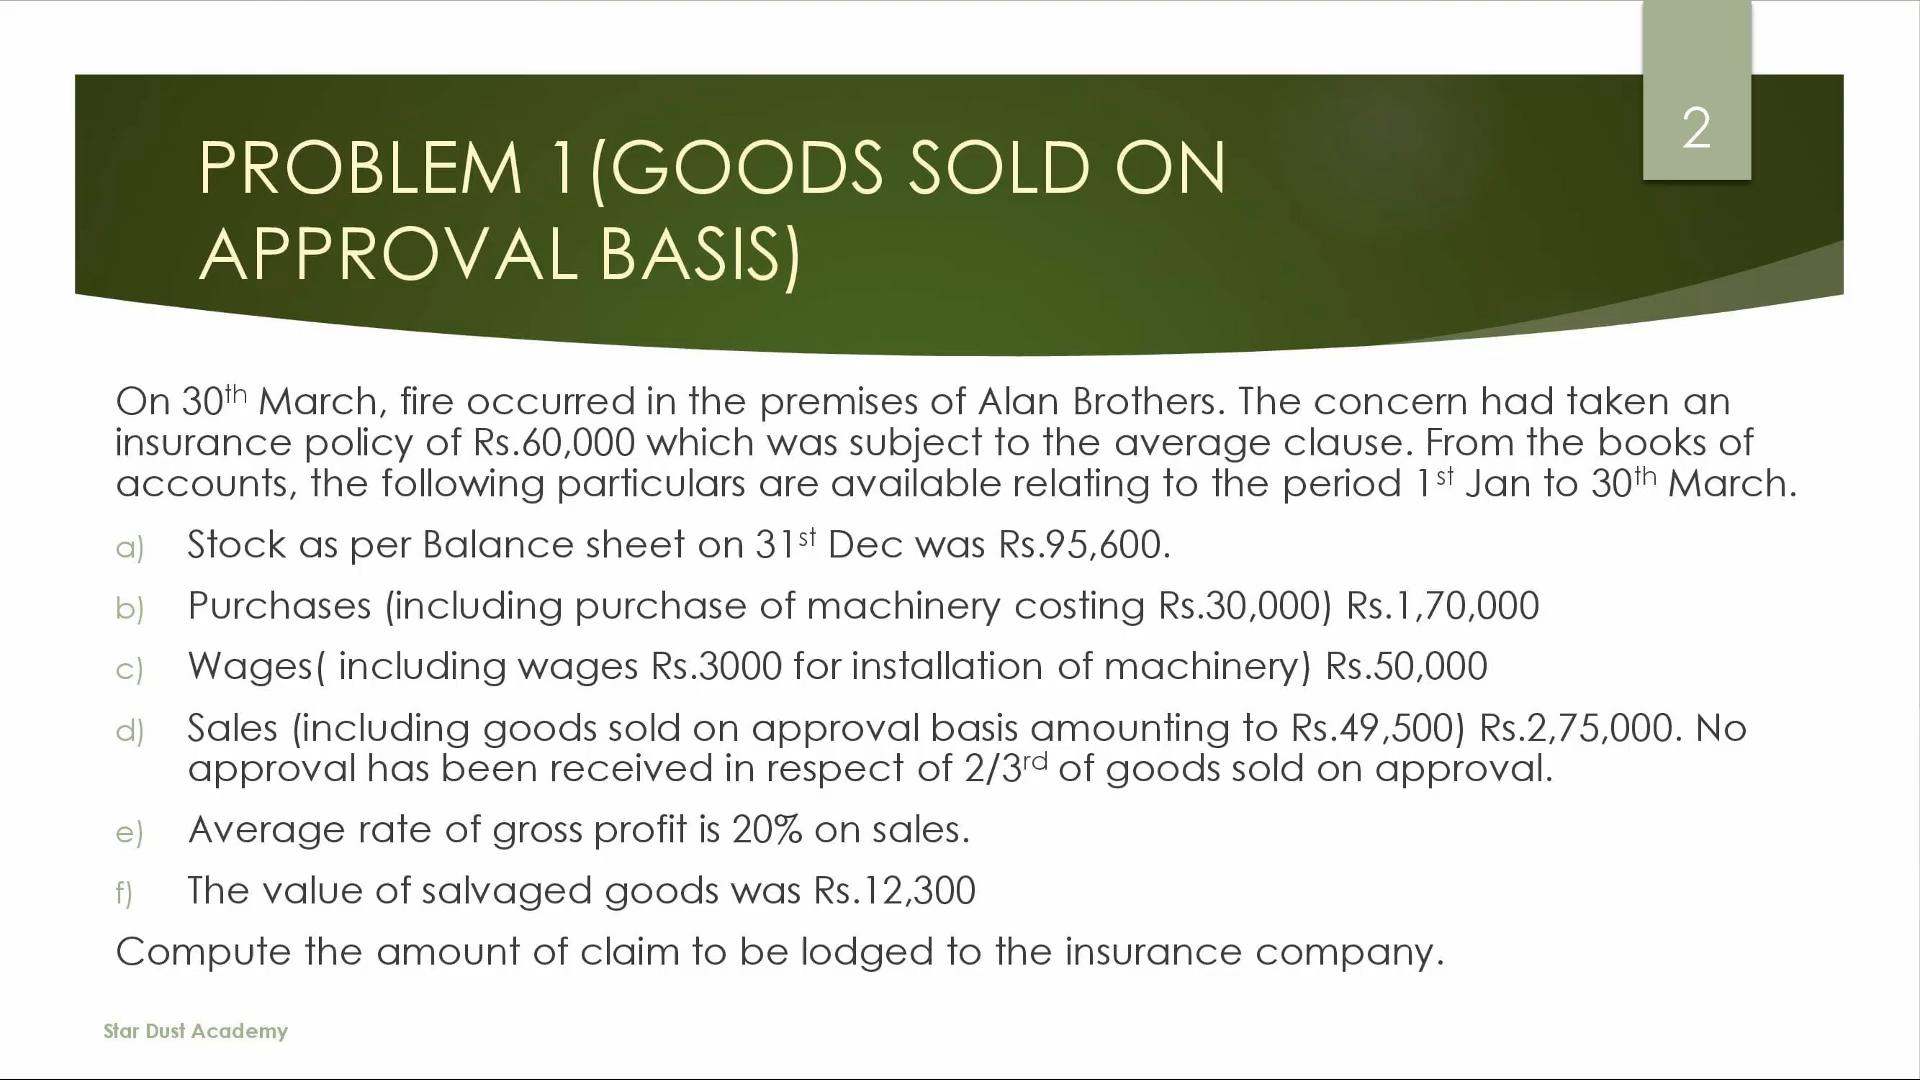 2
PROBLEM 1(GOODS SOLD ON
APPROVAL BASIS)
On 30th March, fire occurred in the premises of Alan Brothers. The concern had taken an
insurance policy of Rs.60,000 which was subject to the average clause. From the books of
accounts, the following particulars are available relating to the period 1st Jan to 30th March.
a) Stock as per Balance sheet on 31st Dec was Rs.95,600.
b) Purchases (including purchase of machinery costing Rs.30,000) Rs.1,70,000
c) Wages( including wages Rs.3000 for installation of machinery) Rs.50,000
d) Sales (including goods sold on approval basis amounting to Rs.49,500) Rs.2,75,000. No
approval has been received in respect of 2/3rd of goods sold on approval.
e) Average rate of gross profit is 20% on sales.
f) The value of salvaged goods was Rs.12,300
Compute the amount of claim to be lodged to the insurance company.
Star Dust Academy